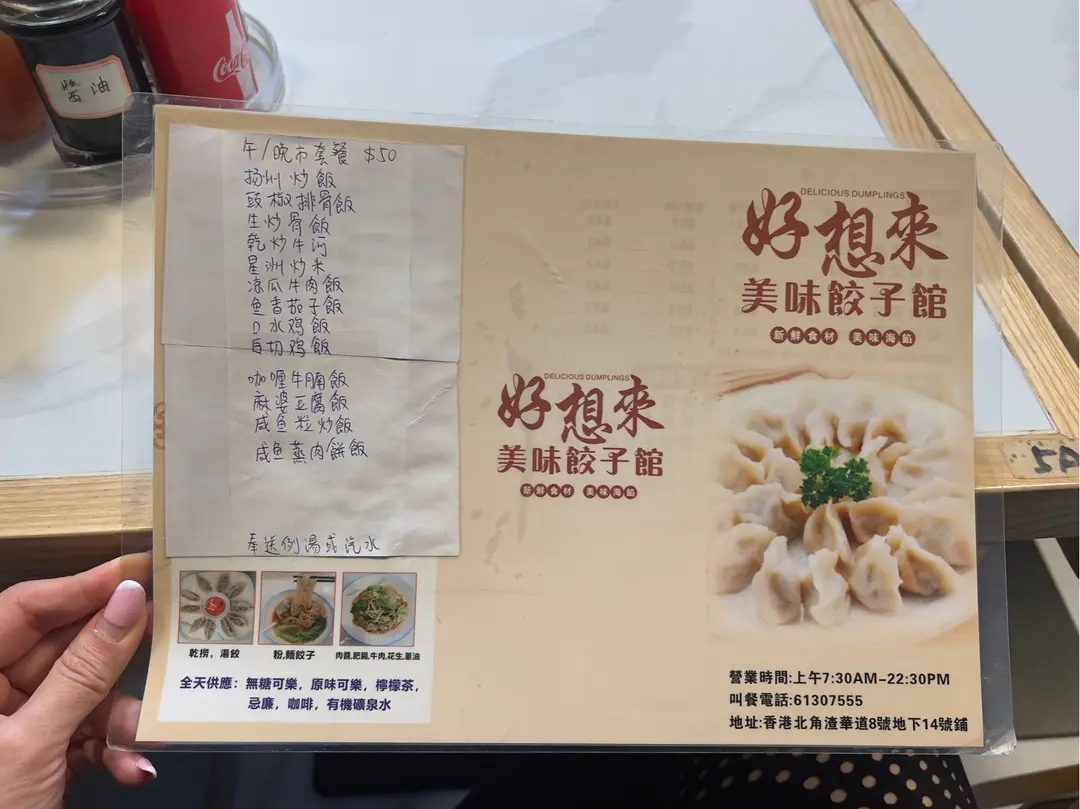 酱油
Coca
午/晚市套餐 $50
扬州炒飯
豉椒排骨飯
生炒骨飯
乾炒牛河
星洲炒米
凉瓜牛肉飯
鱼香茄子飯
口水鸡飯
白切鸡飯
咖喱牛腩飯
麻婆豆腐飯
咸鱼粒炒飯
咸鱼蒸肉餅飯
奉送例湯或汽水
乾撈，湯餃
粉,麵餃子
肉醬,肥腸,牛肉,花生,蔥油
全天供應：無糖可樂，原味可樂，檸檬茶，
忌廉，咖啡，有機礦泉水
DELICIOUS DUMPLINGS
好想來
美味餃子館
新鮮食材 美味海餡
DELICIOUS DUMPLINGS
好想來
美味餃子館
新鮮食材 美味海餡
營業時間:上午7:30AM-22:30PM
叫餐電話:61307555
地址:香港北角渣華道8號地下14號鋪